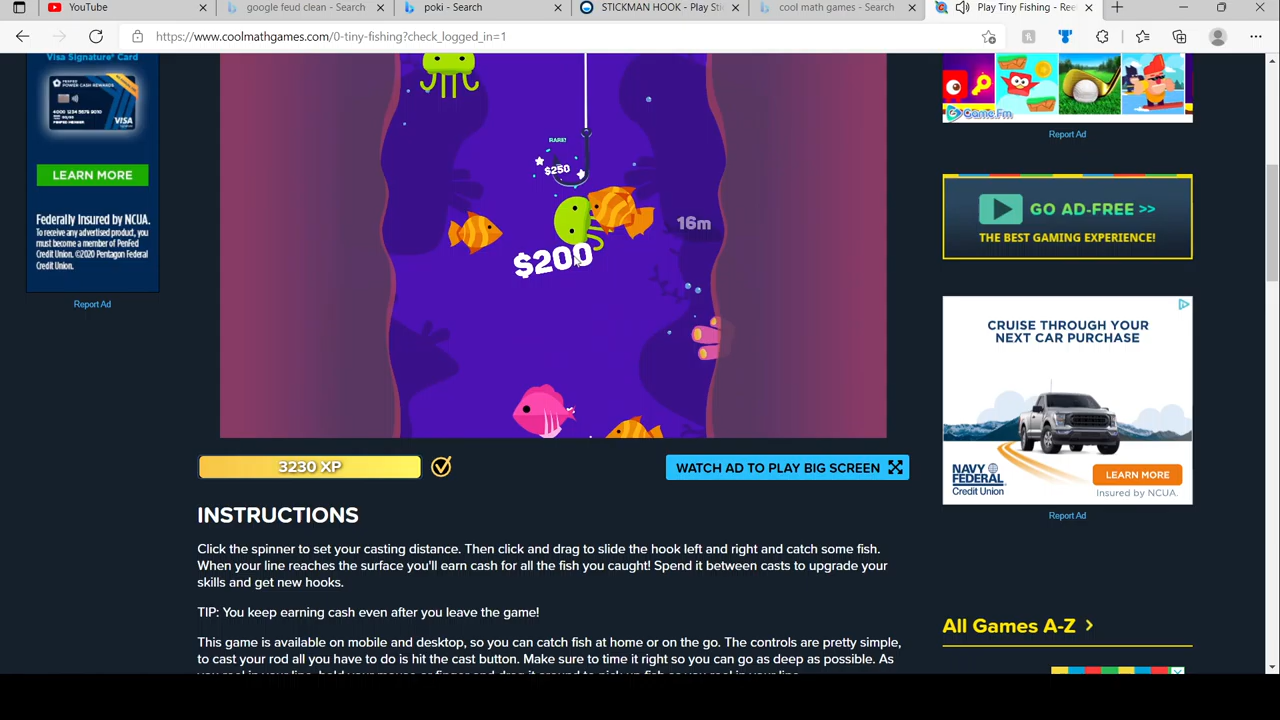 YouTube
google feud clean - Search
poki - Search
STICKMAN HOOK - Play Sti
cool math games - Search
Play Tiny Fishing - Ree
https://www.coolmathgames.com/0-tiny-fishing?check_logged_in=1
Visa Signature® Card
VISA
LEARN MORE
Federally Insured by NCUA.
To receive any advertised product, you
must become a member of PenFed
Credit Union. ©2020 Pentagon Federal
Credit Union.
Report Ad
RARE!
$250
$200
16m
Game.Fm
Report Ad
GO AD-FREE >>
THE BEST GAMING EXPERIENCE!
CRUISE THROUGH YOUR
NEXT CAR PURCHASE
NAVY
FEDERAL
Credit Union
LEARN MORE
Insured by NCUA.
Report Ad
3230 XP
WATCH AD TO PLAY BIG SCREEN
INSTRUCTIONS
Click the spinner to set your casting distance. Then click and drag to slide the hook left and right and catch some fish.
When your line reaches the surface you'll earn cash for all the fish you caught! Spend it between casts to upgrade your
skills and get new hooks.
TIP: You keep earning cash even after you leave the game!
This game is available on mobile and desktop, so you can catch fish at home or on the go. The controls are pretty simple,
to cast your rod all you have to do is hit the cast button. Make sure to time it right so you can go as deep as possible. As
All Games A-Z >